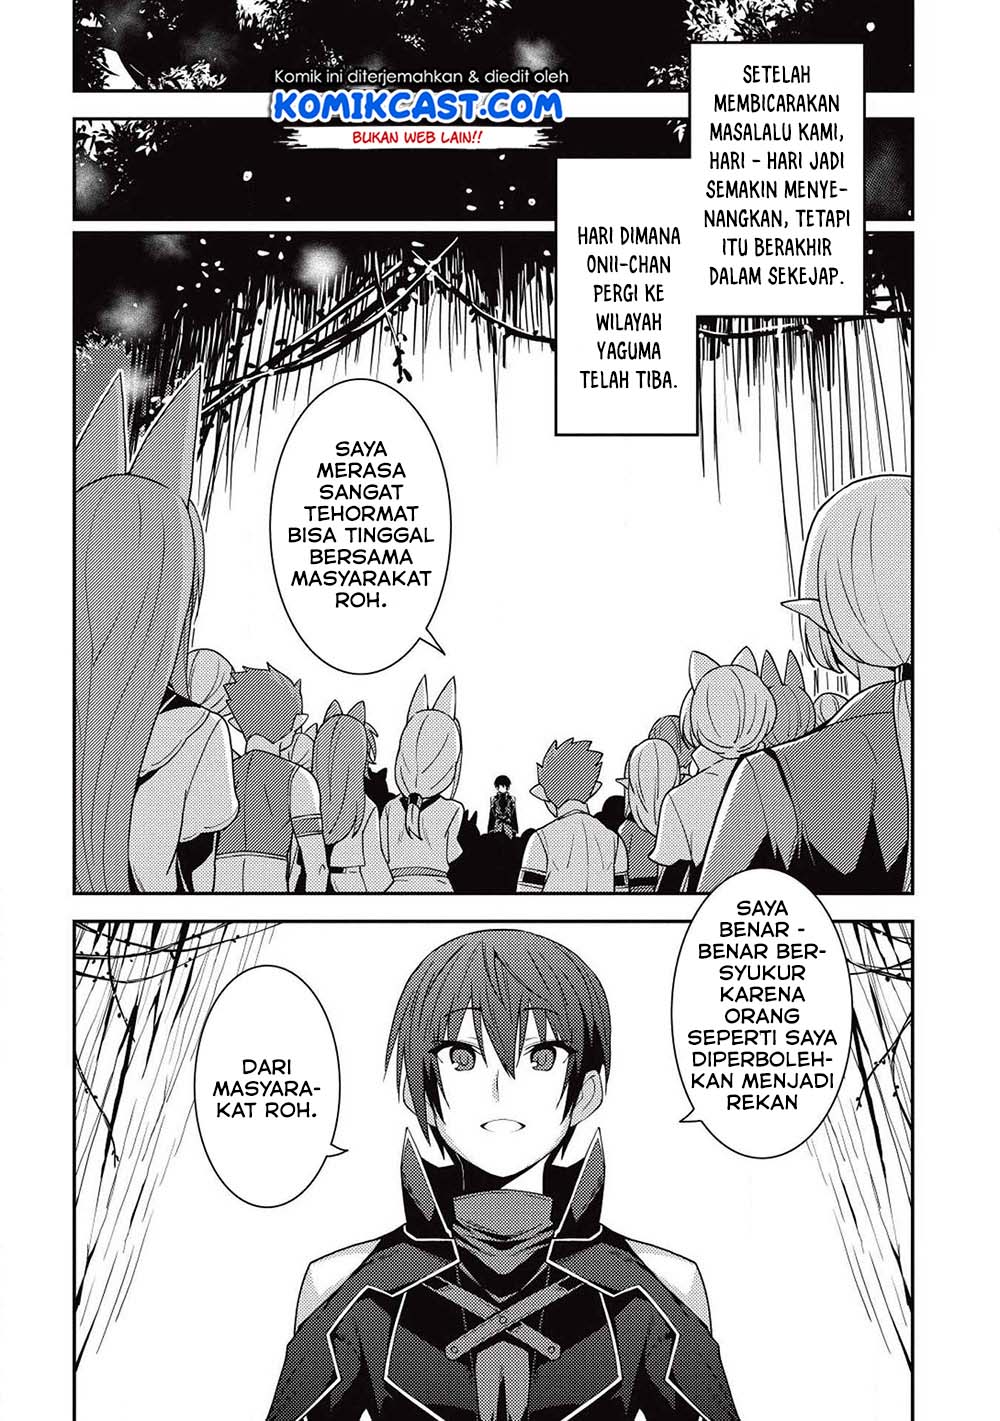 Komik ini diterjemahkan & diedit oleh
KOMIKCAST.COM
BUKAN WEB LAIN!!
SETELAH
MEMBICARAKAN
MASALALU KAMI,
HARI - HARI JADI
SEMAKIN MENYE-
NANGKAN, TETAPI
ITU BERAKHIR
DALAM SEKEJAP.
HARI DIMANA
ONII-CHAN
PERGI KE
WILAYAH
YAGUMA
TELAH TIBA.
SAYA
MERASA
SANGAT
TEHORMAT
BISA TINGGAL
BERSAMA
MASYARAKAT
ROH.
SAYA
BENAR -
BENAR BER-
SYUKUR
KARENA
ORANG
SEPERTI SAYA
DIPERBOLEH-
KAN MENJADI
REKAN
DARI
MASYARA-
KAT ROH.